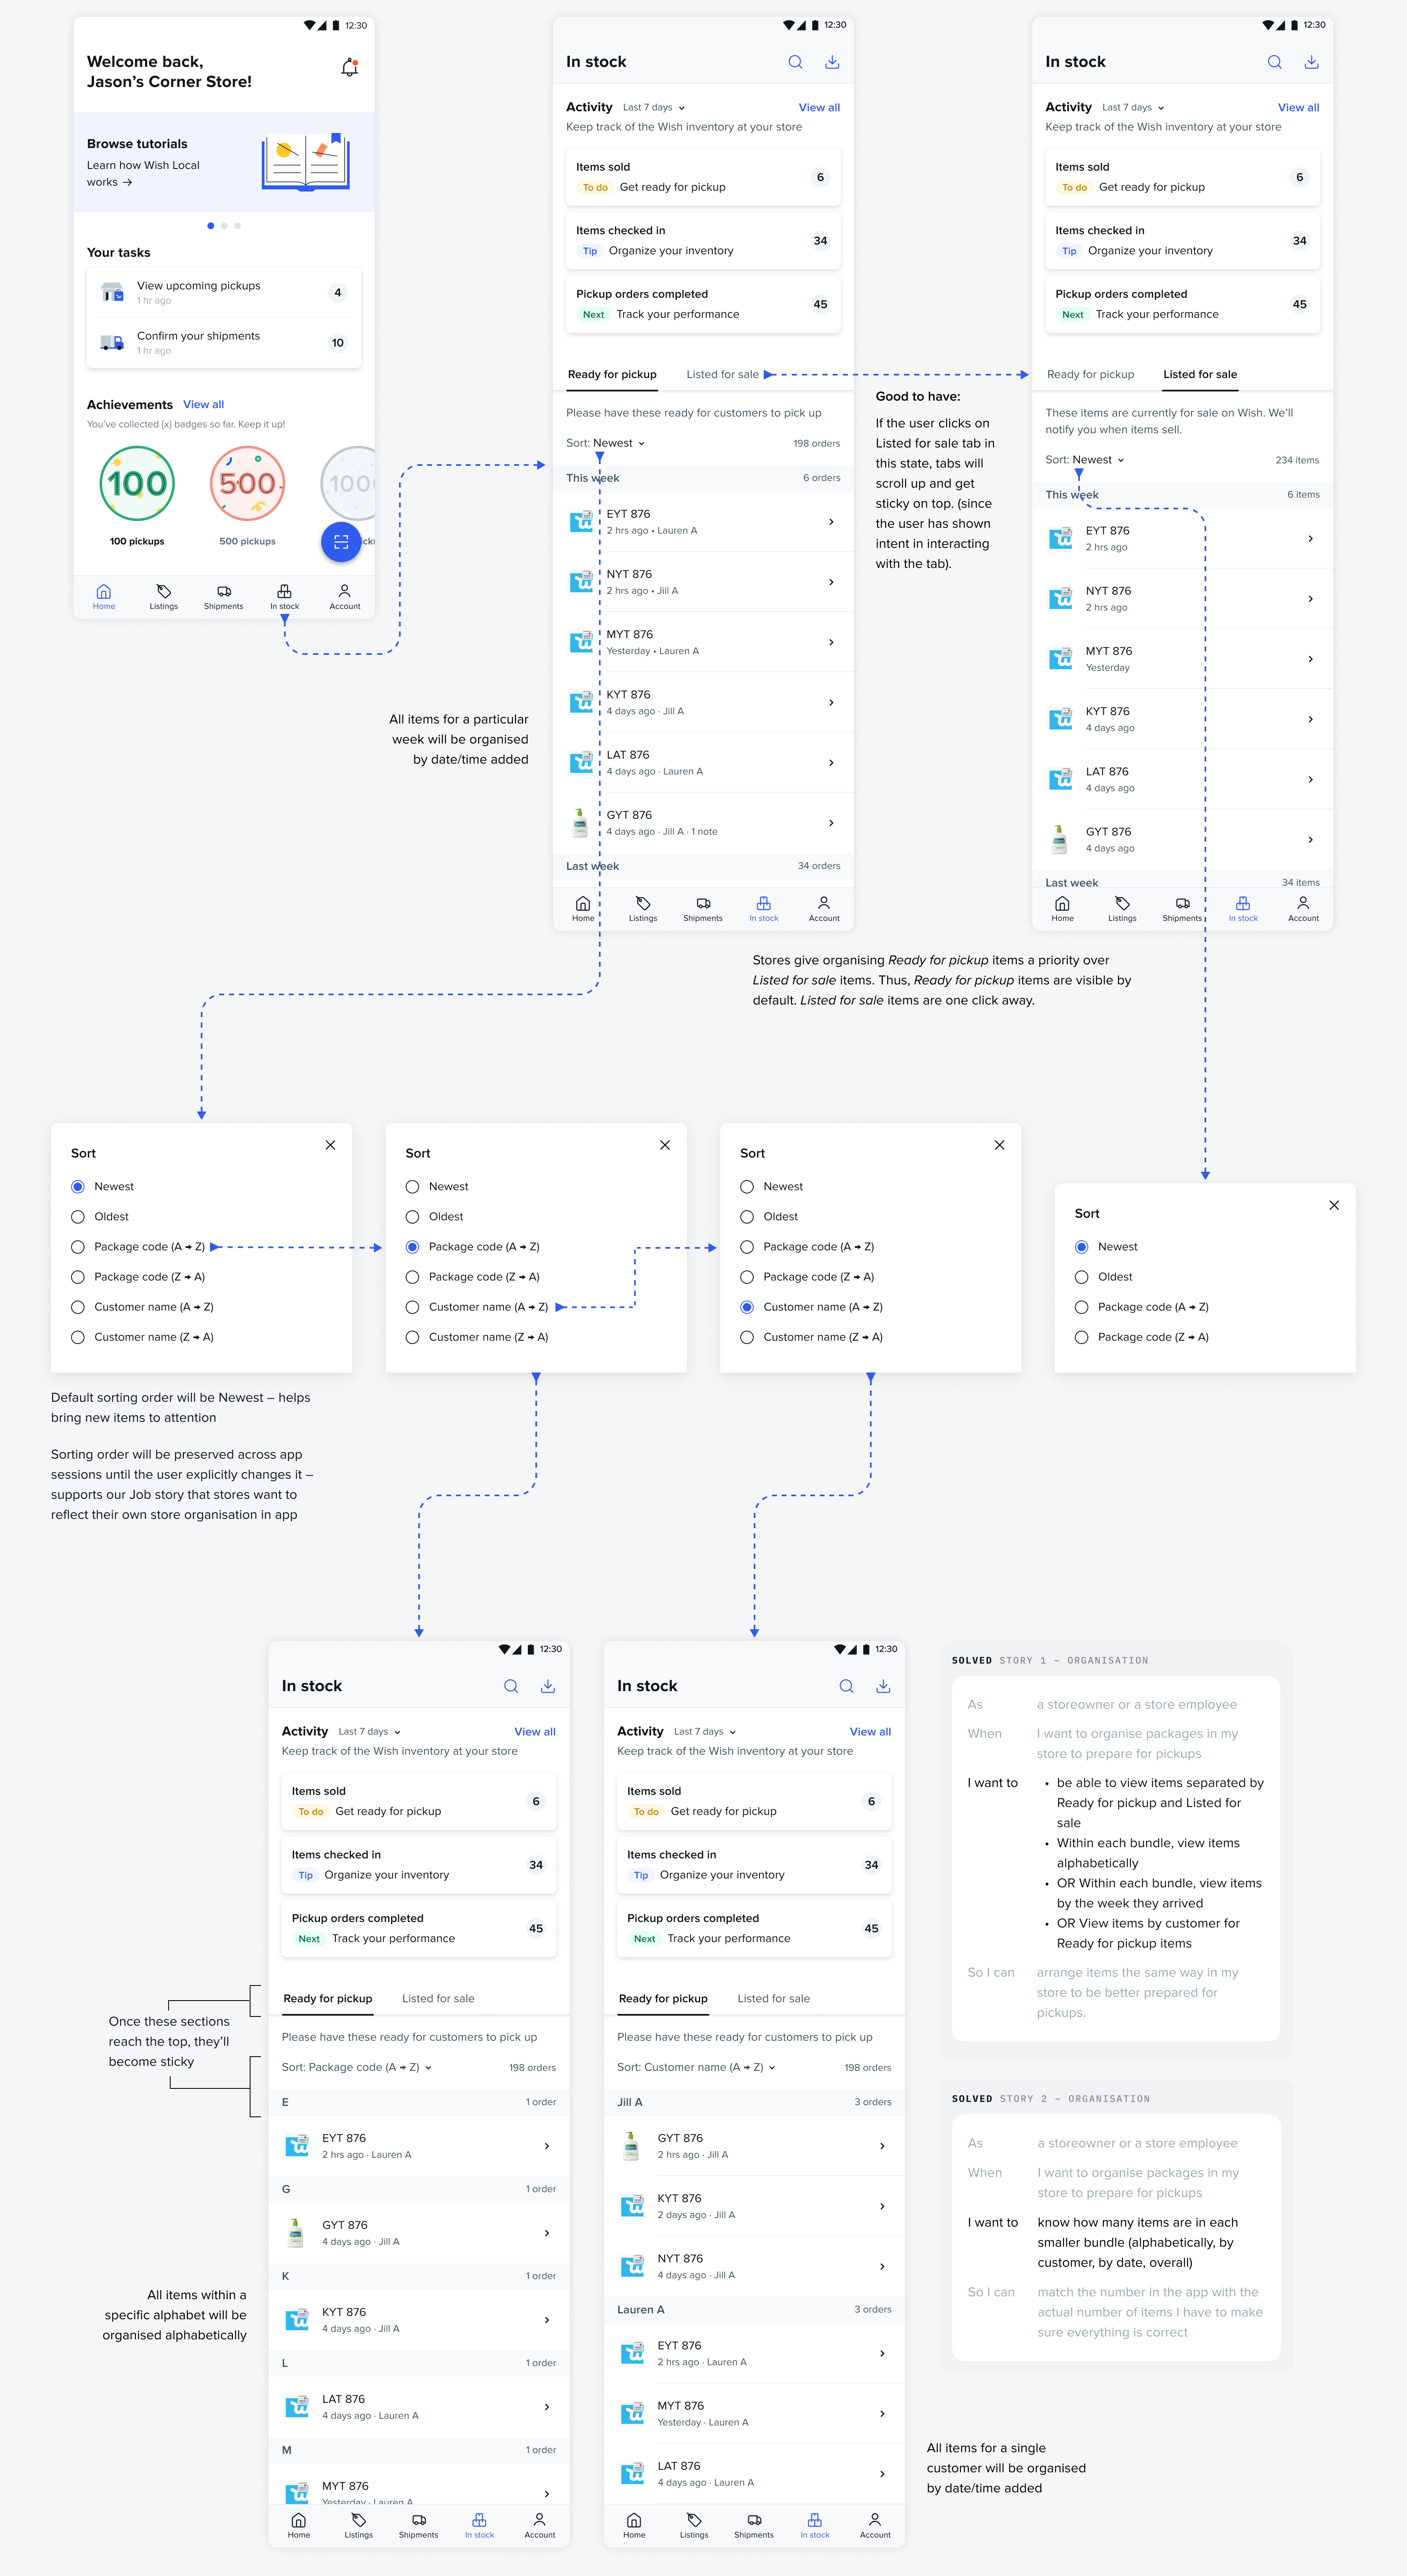 12:30
Welcome back,
Jason's Corner Store!
Browse tutorials
Learn how Wish Local
works →
Your tasks
View upcoming pickups
1 hr ago
4
Confirm your shipments
1 hr ago
10
Achievements View all
You've collected (x) badges so far. Keep it up!
100
500
100
100 pickups
500 pickups
Home
Listings
Shipments
In stock
Account
12:30
In stock
Activity Last 7 days View all
Keep track of the Wish inventory at your store
Items sold
To do Get ready for pickup
6
Items checked in
Tip Organize your inventory
34
Pickup orders completed
Next Track your performance
45
Ready for pickup Listed for sale
Please have these ready for customers to pick up
Sort: Newest 198 orders
This week 6 orders
EYT 876
2 hrs ago • Lauren A
NYT 876
2 hrs ago • Jill A
MYT 876
Yesterday • Lauren A
KYT 876
4 days ago · Jill A
LAT 876
4 days ago · Lauren A
GYT 876
4 days ago · Jill A · 1 note
Last week 34 orders
Home
Listings
Shipments
In stock
Account
Good to have:
If the user clicks on
Listed for sale tab in
this state, tabs will
scroll up and get
sticky on top. (since
the user has shown
intent in interacting
with the tab).
12:30
In stock
Activity Last 7 days View all
Keep track of the Wish inventory at your store
Items sold
To do Get ready for pickup
6
Items checked in
Tip Organize your inventory
34
Pickup orders completed
Next Track your performance
45
Ready for pickup Listed for sale
These items are currently for sale on Wish. We'll
notify you when items sell.
Sort: Newest 234 items
This week 6 items
EYT 876
2 hrs ago
NYT 876
2 hrs ago
MYT 876
Yesterday
KYT 876
4 days ago
LAT 876
4 days ago
GYT 876
4 days ago
Last week 34 items
Home
Listings
Shipments
In stock
Account
All items for a particular
week will be organised
by date/time added
Stores give organising Ready for pickup items a priority over
Listed for sale items. Thus, Ready for pickup items are visible by
default. Listed for sale items are one click away.
Sort
Newest
Oldest
Package code (A → Z)
Package code (Z → A)
Customer name (A → Z)
Customer name (Z → A)
Sort
Newest
Oldest
Package code (A → Z)
Package code (Z → A)
Customer name (A → Z)
Customer name (Z → A)
Sort
Newest
Oldest
Package code (A → Z)
Package code (Z → A)
Customer name (A → Z)
Customer name (Z → A)
Sort
Newest
Oldest
Package code (A → Z)
Package code (Z → A)
Default sorting order will be Newest – helps
bring new items to attention
Sorting order will be preserved across app
sessions until the user explicitly changes it –
supports our Job story that stores want to
reflect their own store organisation in app
12:30
In stock
Activity Last 7 days View all
Keep track of the Wish inventory at your store
Items sold
To do Get ready for pickup
6
Items checked in
Tip Organize your inventory
34
Pickup orders completed
Next Track your performance
45
Ready for pickup Listed for sale
Please have these ready for customers to pick up
Sort: Package code (A → Z) 198 orders
E 1 order
EYT 876
2 hrs ago · Lauren A
G 1 order
GYT 876
4 days ago · Jill A
K 1 order
KYT 876
4 days ago · Jill A
L 1 order
LAT 876
4 days ago · Lauren A
M 1 order
MYT 876
Yesterday · Lauren A
Home
Listings
Shipments
In stock
Account
Once these sections
reach the top, they'll
become sticky
All items within a
specific alphabet will be
organised alphabetically
12:30
In stock
Activity Last 7 days View all
Keep track of the Wish inventory at your store
Items sold
To do Get ready for pickup
6
Items checked in
Tip Organize your inventory
34
Pickup orders completed
Next Track your performance
45
Ready for pickup Listed for sale
Please have these ready for customers to pick up
Sort: Customer name (A → Z) 198 orders
Jill A 3 orders
GYT 876
2 hrs ago · Jill A
KYT 876
2 days ago · Jill A
NYT 876
4 days ago · Jill A
Lauren A 3 orders
EYT 876
2 hrs ago · Lauren A
MYT 876
Yesterday · Lauren A
LAT 876
4 days ago · Lauren A
Home
Listings
Shipments
In stock
Account
SOLVED STORY 1 – ORGANISATION
As a storeowner or a store employee
When I want to organise packages in my
store to prepare for pickups
I want to • be able to view items separated by
Ready for pickup and Listed for
sale
• Within each bundle, view items
alphabetically
• OR Within each bundle, view items
by the week they arrived
• OR View items by customer for
Ready for pickup items
So I can arrange items the same way in my
store to be better prepared for
pickups.
SOLVED STORY 2 – ORGANISATION
As a storeowner or a store employee
When I want to organise packages in my
store to prepare for pickups
I want to know how many items are in each
smaller bundle (alphabetically, by
customer, by date, overall)
So I can match the number in the app with the
actual number of items I have to make
sure everything is correct
All items for a single
customer will be organised
by date/time added